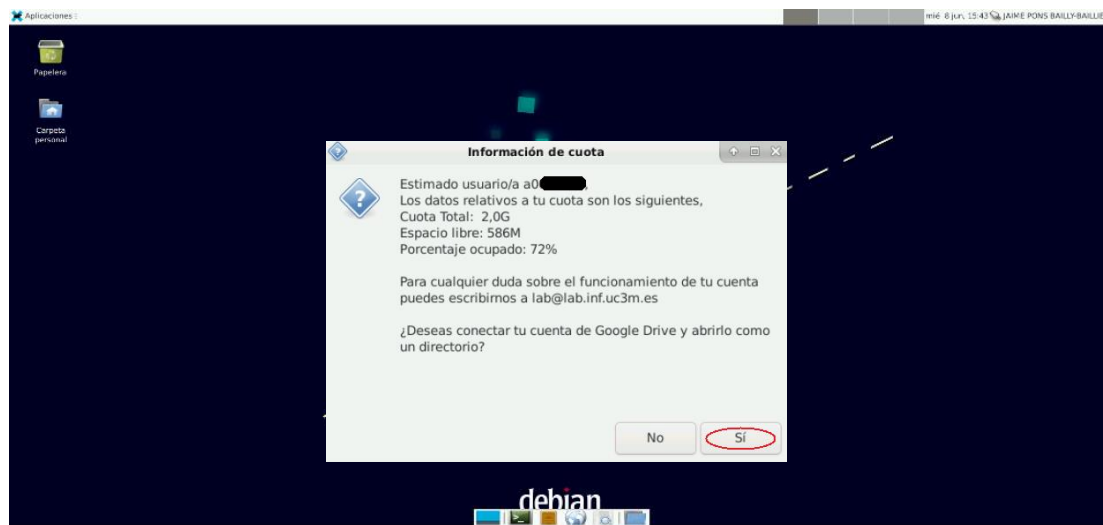 Aplicaciones
mié 8 jun, 15:43 JAIME PONS BAILLY-BAILLIE
Papelera
Carpeta
personal
Información de cuota
Estimado usuario/a a0
Los datos relativos a tu cuota son los siguientes,
Cuota Total: 2,0G
Espacio libre: 586M
Porcentaje ocupado: 72%
Para cualquier duda sobre el funcionamiento de tu cuenta
puedes escribirnos a lab@lab.inf.uc3m.es
¿Deseas conectar tu cuenta de Google Drive y abrirlo como
un directorio?
No
Sí
debian